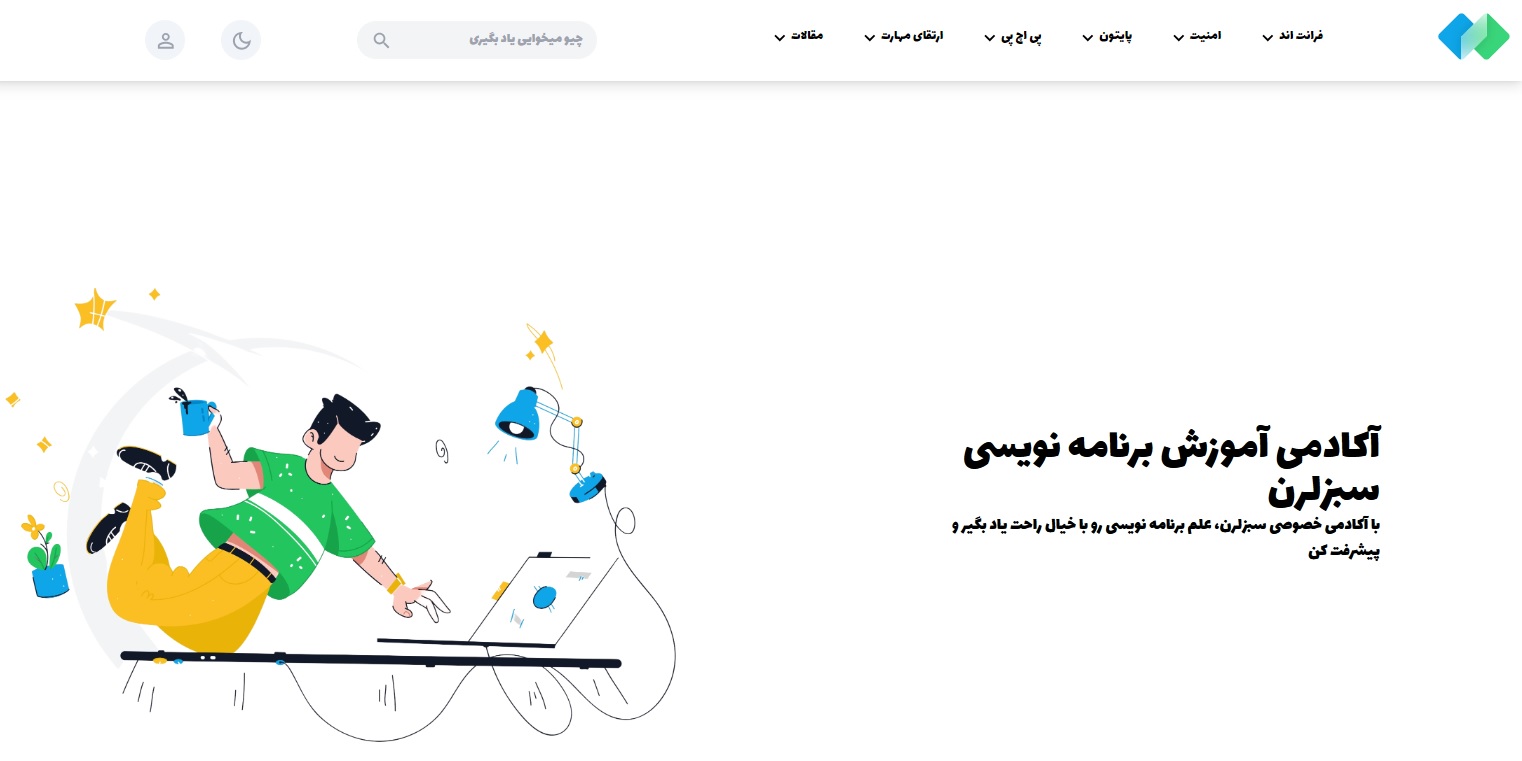 فرانت اند
امنیت
پایتون
پی اچ پی
ارتقای مهارت
مقالات
چیو میخوایی یاد بگیری
آکادمی آموزش برنامه نویسی
سبزلرن
با آکادمی خصوصی سبزلرن، علم برنامه نویسی رو با خیال راحت یاد بگیر و
پیشرفت کن